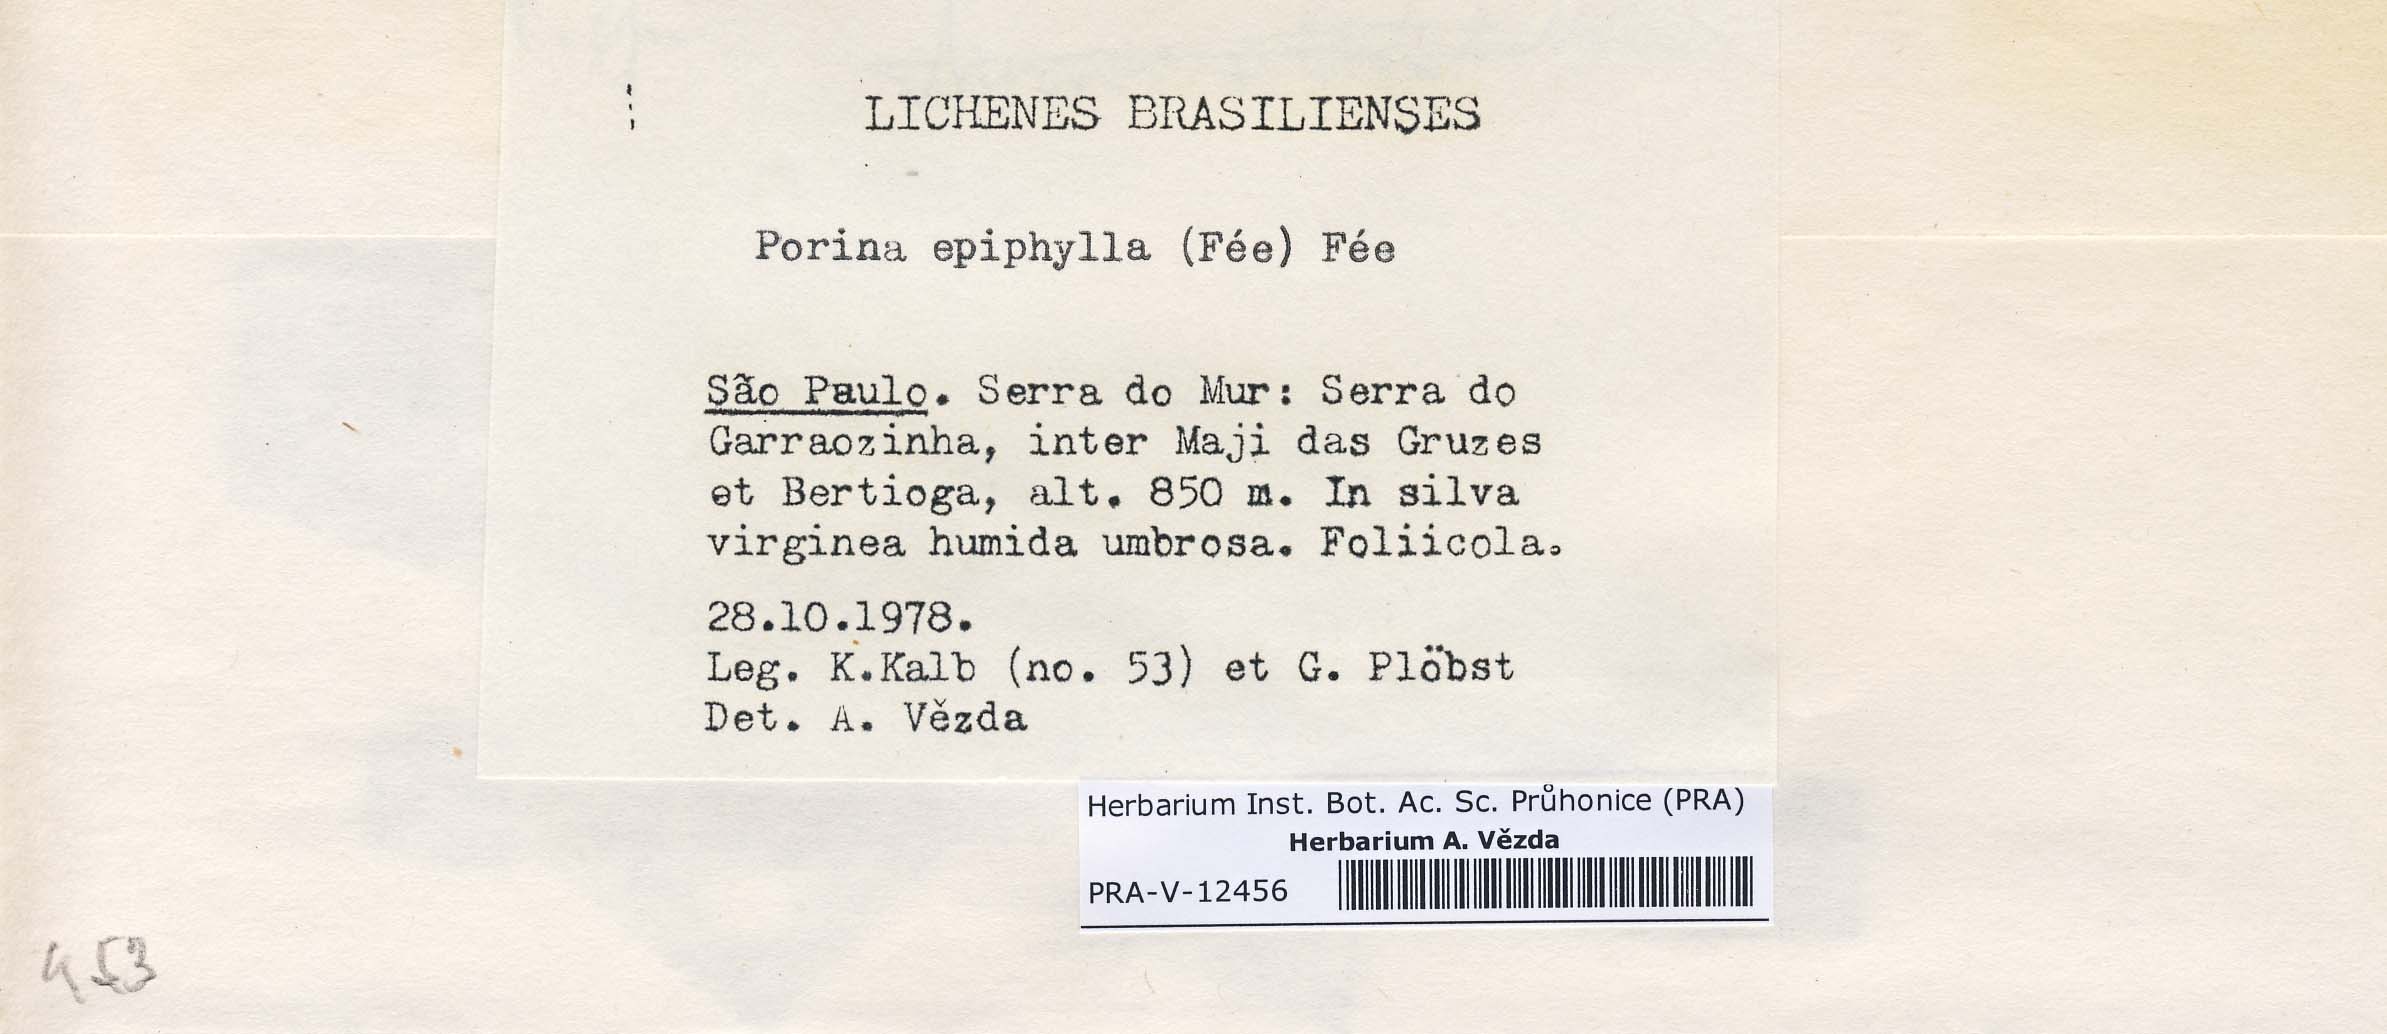 LICHENES BRASILIENSES
Porina epiphylla (Fée) Fée
São Paulo. Serra do Mur: Serra do
Garraozinha, inter Maji das Gruzes
et Bertioga, alt. 850 m. In silva
virginea humida umbrosa. Foliicola.
28.10.1978.
Leg. K.Kalb (no. 53) et G. Plöbst
Det. A. Vězda
Herbarium Inst. Bot. Ac. Sc. Průhonice (PRA)
Herbarium A. Vězda
PRA-V-12456
53